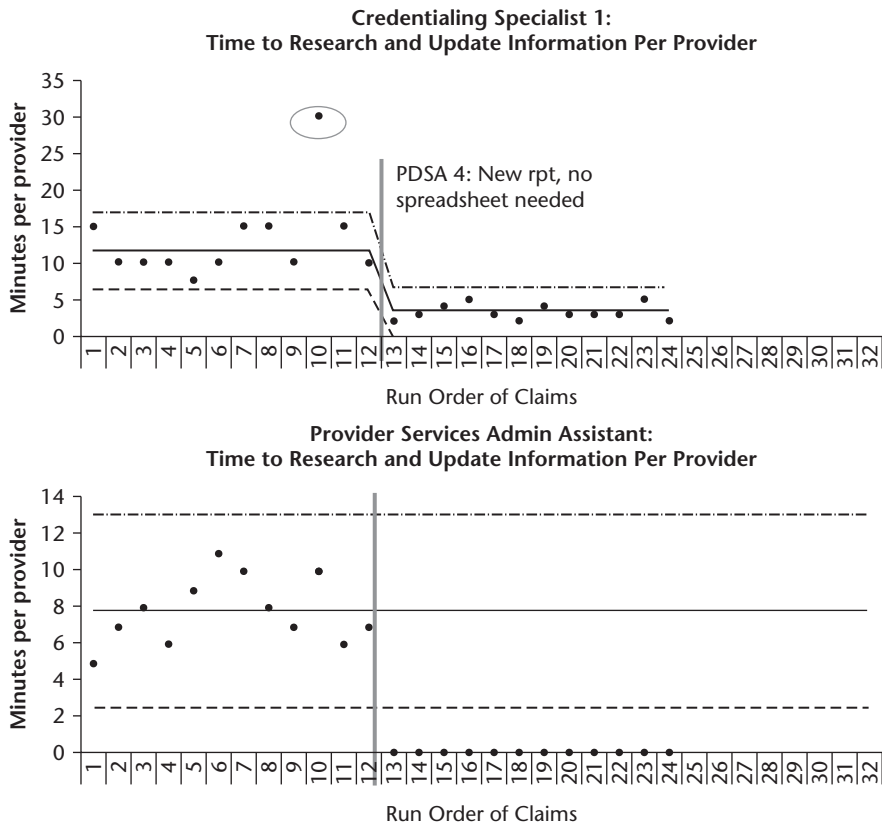 Credentialing Specialist 1:
Time to Research and Update Information Per Provider
Minutes per provider
35
30
25
20
15
10
5
0
PDSA 4: New rpt, no
spreadsheet needed
1 2 3 4 5 6 7 8 9 10 11 12 13 14 15 16 17 18 19 20 21 22 23 24 25 26 27 28 29 30 31 32
Run Order of Claims
Provider Services Admin Assistant:
Time to Research and Update Information Per Provider
Minutes per provider
14
12
10
8
6
4
2
0
1 2 3 4 5 6 7 8 9 10 11 12 13 14 15 16 17 18 19 20 21 22 23 24 25 26 27 28 29 30 31 32
Run Order of Claims